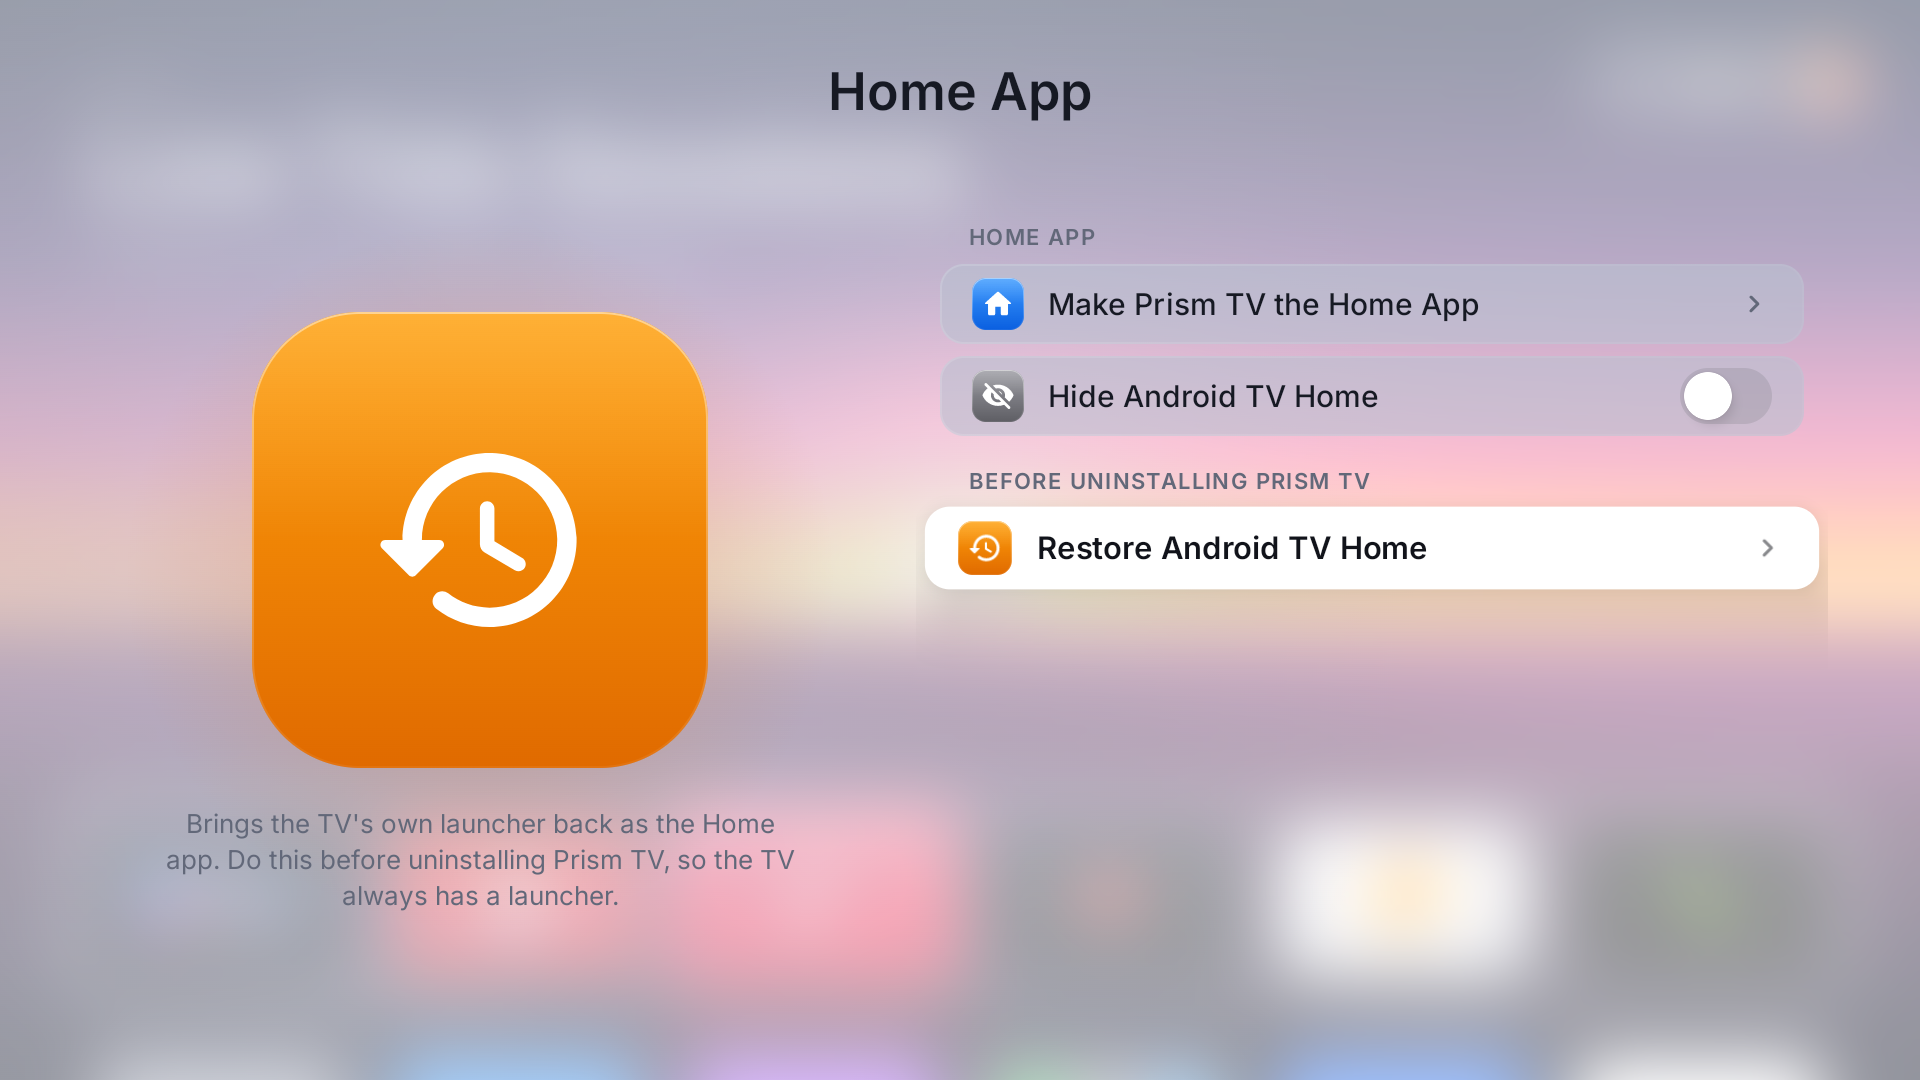 Home App
HOME APP
Make Prism TV the Home App
Hide Android TV Home
BEFORE UNINSTALLING PRISM TV
Restore Android TV Home
Brings the TV's own launcher back as the Home
app. Do this before uninstalling Prism TV, so the TV
always has a launcher.